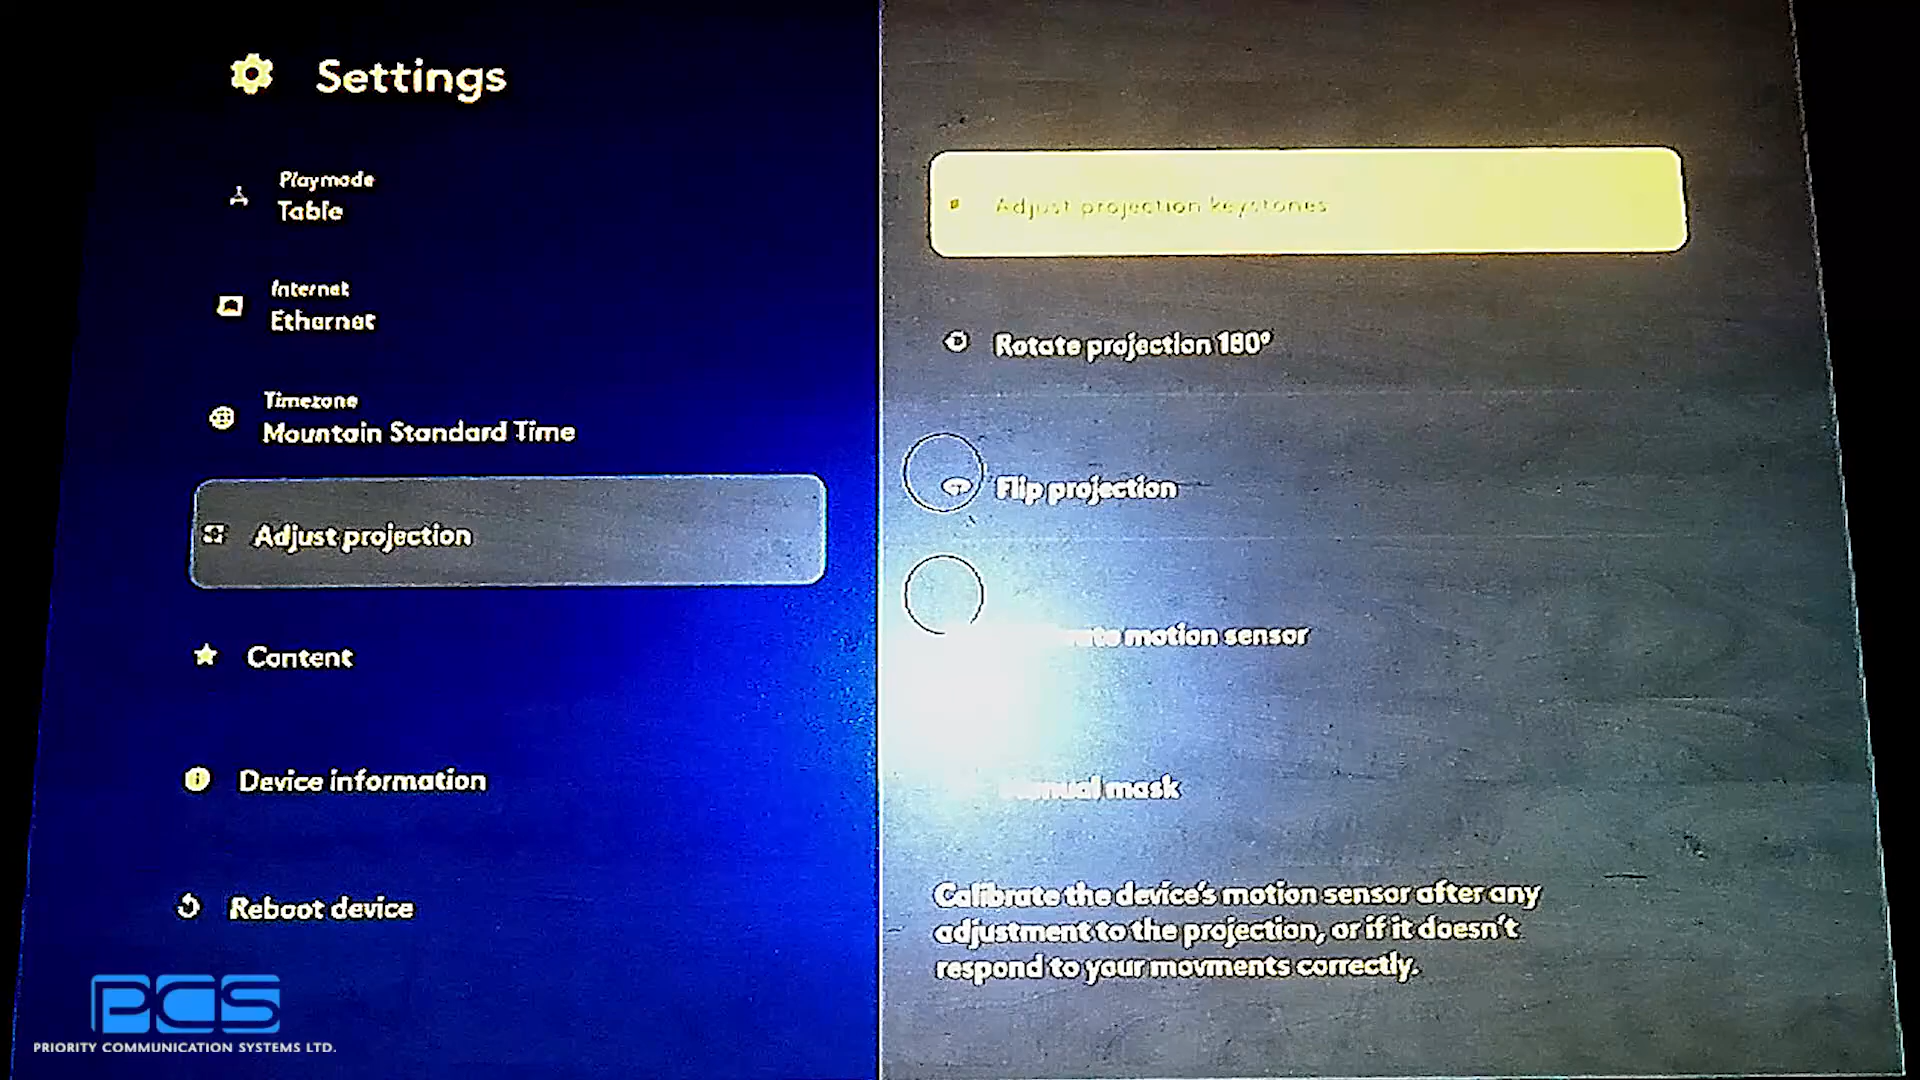 Settings
Playmode
Table
Internet
Ethernet
Timezone
Mountain Standard Time
Adjust projection
Content
Device information
Reboot device
Adjust projection keystones
Rotate projection 180°
Flip projection
motion sensor
mask
Calibrate the device's motion sensor after any
adjustment to the projection, or if it doesn't
respond to your movments correctly.
PCS
PRIORITY COMMUNICATION SYSTEMS LTD.